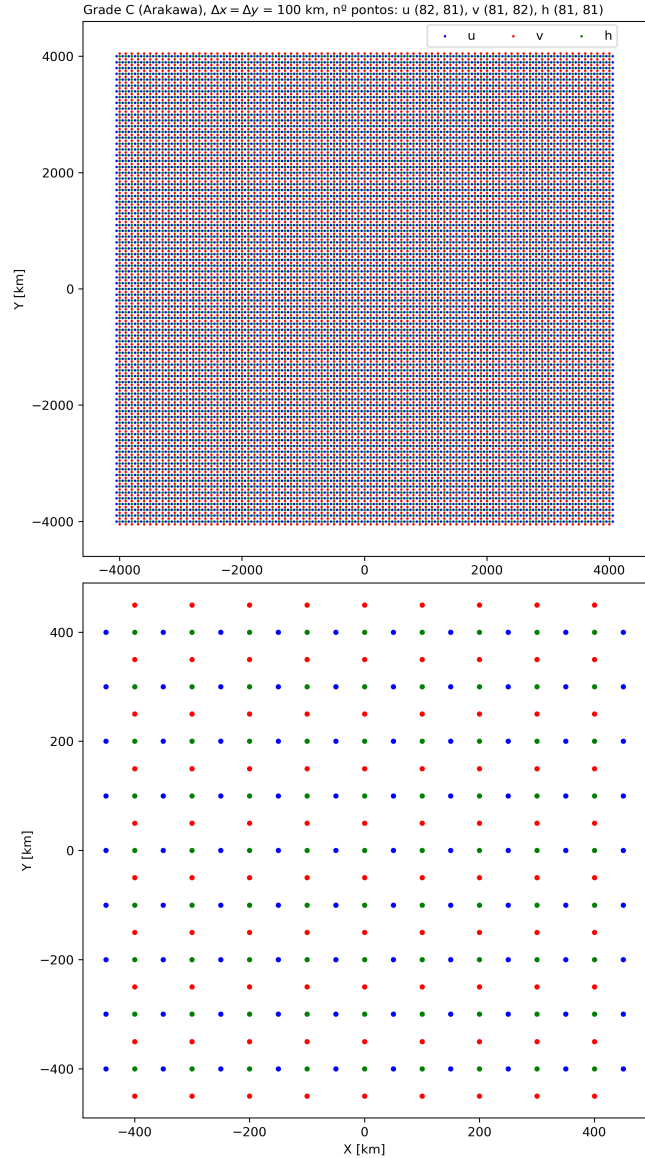 Grade C (Arakawa), Δx = Δy = 100 km, nº pontos: u (82, 81), v (81, 82), h (81, 81)
u v h
4000
2000
0
−2000
−4000
Y [km]
−4000 −2000 0 2000 4000
400
200
0
−200
−400
Y [km]
−400 −200 0 200 400
X [km]